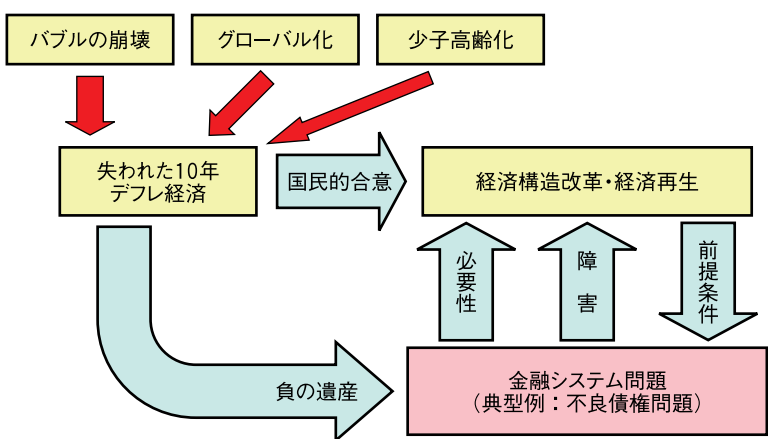 バブルの崩壊
グローバル化
少子高齢化
失われた10年
デフレ経済
国民的合意
経済構造改革・経済再生
必要性
障害
前提条件
負の遺産
金融システム問題
（典型例：不良債権問題）